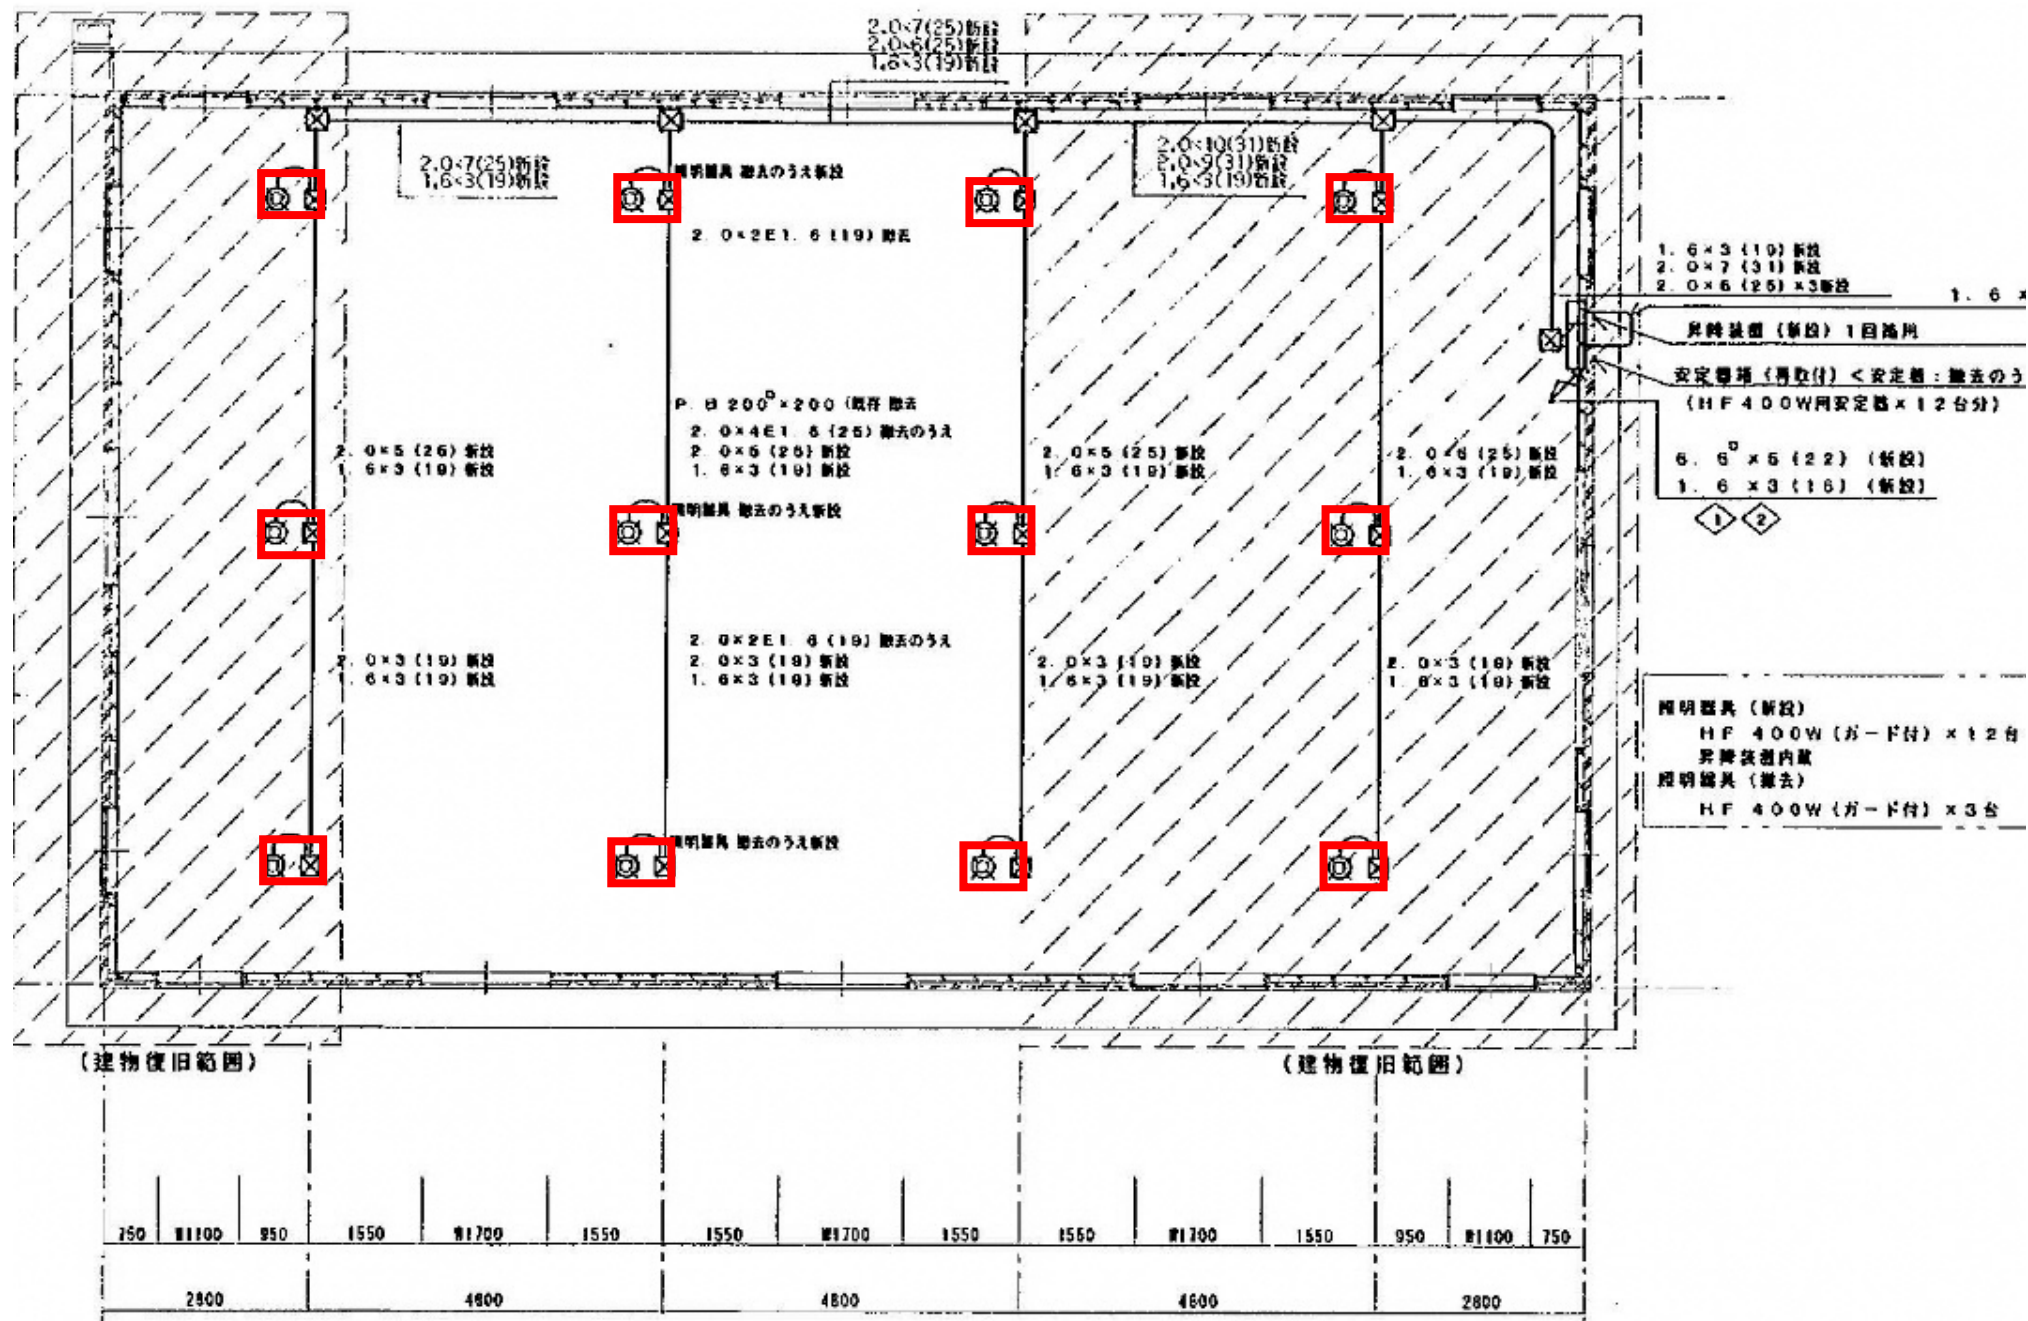 2.0×7(25)新設
2.0×6(25)新設
1.6×3(19)新設
2.0×7(25)新設
1.6×3(19)新設
照明器具 撤去のうえ新設
2.0×10(31)新設
2.0×9(31)新設
1.6×3(19)新設
2.0×2E1.6(19)撤去
1.6×3(19)新設
2.0×7(31)新設
2.0×6(25)×3新設
1.6×
昇降装置(新設)1回路用
安定器箱(再取付)<安定器:撤去のう
(HF400W用安定器×12台分)
P.B 200□×200(既存 撤去
2.0×4E1.6(25)撤去のうえ
2.0×5(25)新設
1.6×3(19)新設
2.0×5(25)新設
1.6×3(19)新設
2.0×5(25)新設
1.6×3(19)新設
2.0×6(25)新設
1.6×3(19)新設
×5(22)(新設)
1.6×3(16)(新設)
1 2
照明器具 撤去のうえ新設
2.0×3(19)新設
1.6×3(19)新設
2.0×2E1.6(19)撤去のうえ
2.0×3(19)新設
1.6×3(19)新設
2.0×3(19)新設
1.6×3(19)新設
2.0×3(19)新設
1.6×3(19)新設
照明器具(新設)
HF 400W(ガード付)×12台
昇降装置内蔵
照明器具(撤去)
HF 400W(ガード付)×3台
照明器具 撤去のうえ新設
(建物復旧範囲)
(建物復旧範囲)
750 W1100 950 1550 W1700 1550 1550 W1700 1550 1550 W1700 1550 950 W1100 750
2800 4800 4800 4800 2800